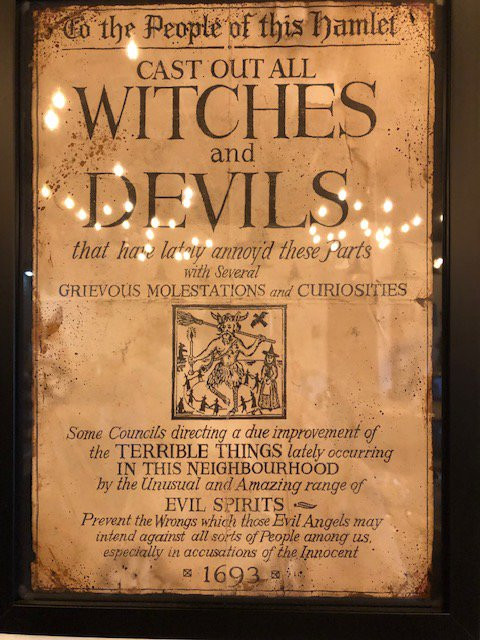 To the People of this Hamlet
CAST OUT ALL
WITCHES
and
DEVILS
that have lately annoy'd these Parts
with Several
GRIEVOUS MOLESTATIONS and CURIOSITIES
Some Councils directing a due improvement of
the TERRIBLE THINGS lately occurring
IN THIS NEIGHBOURHOOD
by the Unusual and Amazing range of
EVIL SPIRITS
Prevent the Wrongs which those Evil Angels may
intend against all sorts of People among us,
especially in accusations of the Innocent
1693